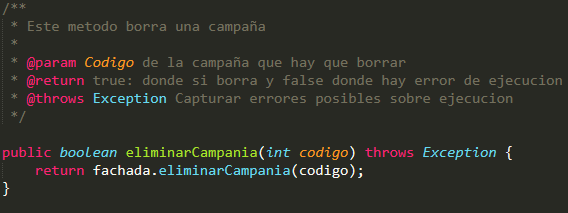 /**
 * Este metodo borra una campaña
 *
 * @param Codigo de la campaña que hay que borrar
 * @return true: donde si borra y false donde hay error de ejecucion
 * @throws Exception Capturar errores posibles sobre ejecucion
 */
public boolean eliminarCampania(int codigo) throws Exception {
    return fachada.eliminarCampania(codigo);
}